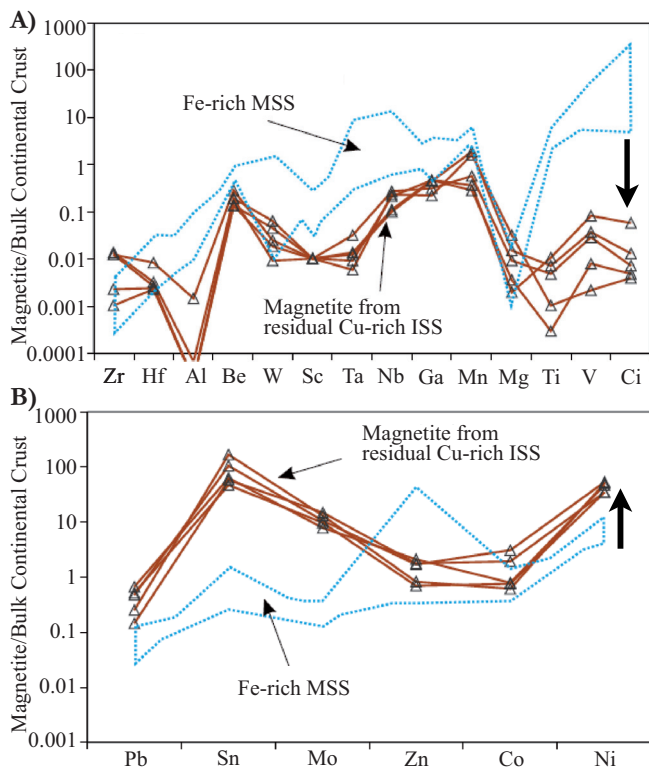 A)
Magnetite/Bulk Continental Crust
1000
100
10
1
0.1
0.01
0.001
0.0001
Fe-rich MSS
Magnetite from
residual Cu-rich ISS
Zr Hf Al Be W Sc Ta Nb Ga Mn Mg Ti V Ci
B)
Magnetite/Bulk Continental Crust
1000
100
10
1
0.1
0.01
0.001
Magnetite from
residual Cu-rich ISS
Fe-rich MSS
Pb Sn Mo Zn Co Ni